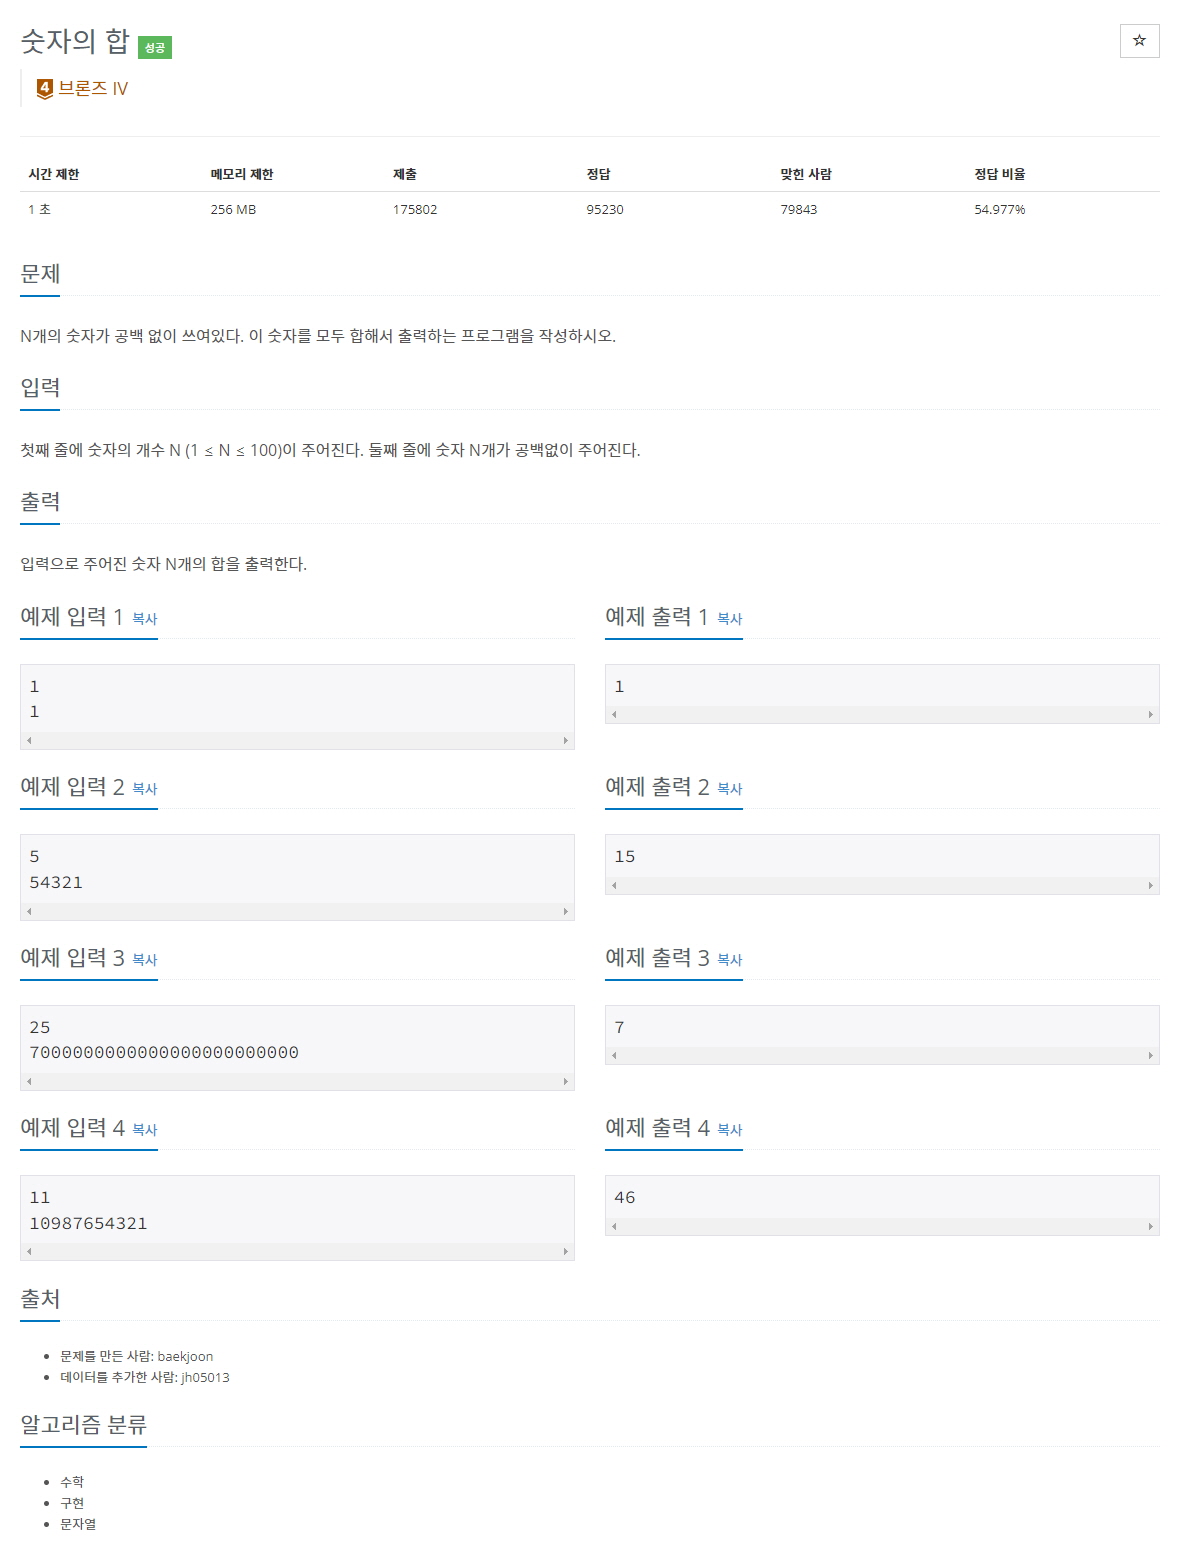 숫자의 합 성공
☆
4 브론즈 IV
시간 제한 메모리 제한 제출 정답 맞힌 사람 정답 비율
1 초 256 MB 175802 95230 79843 54.977%
문제
N개의 숫자가 공백 없이 쓰여있다. 이 숫자를 모두 합해서 출력하는 프로그램을 작성하시오.
입력
첫째 줄에 숫자의 개수 N (1 ≤ N ≤ 100)이 주어진다. 둘째 줄에 숫자 N개가 공백없이 주어진다.
출력
입력으로 주어진 숫자 N개의 합을 출력한다.
예제 입력 1 복사
1
1
예제 출력 1 복사
1
예제 입력 2 복사
5
54321
예제 출력 2 복사
15
예제 입력 3 복사
25
7000000000000000000000000
예제 출력 3 복사
7
예제 입력 4 복사
11
10987654321
예제 출력 4 복사
46
출처
문제를 만든 사람: baekjoon
데이터를 추가한 사람: jh05013
알고리즘 분류
수학
구현
문자열